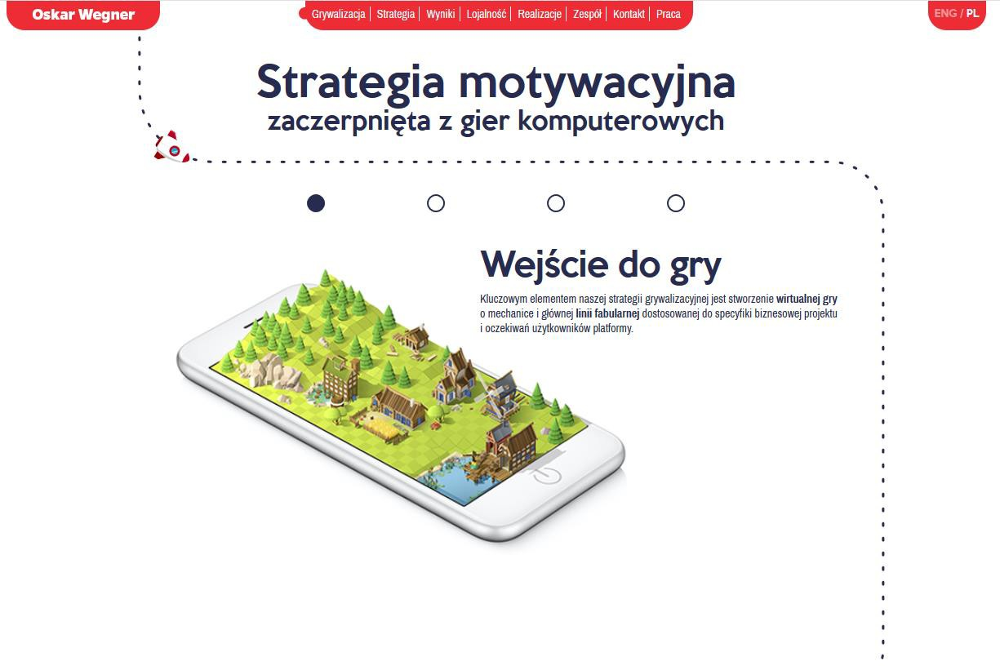 Oskar Wegner
Grywalizacja Strategia Wyniki Lojalność Realizacje Zespół Kontakt Praca
ENG / PL
Strategia motywacyjna
zaczerpnięta z gier komputerowych
Wejście do gry
Kluczowym elementem naszej strategii grywalizacyjnej jest stworzenie wirtualnej gry
o mechanice i głównej linii fabularnej dostosowanej do specyfiki biznesowej projektu
i oczekiwań użytkowników platformy.